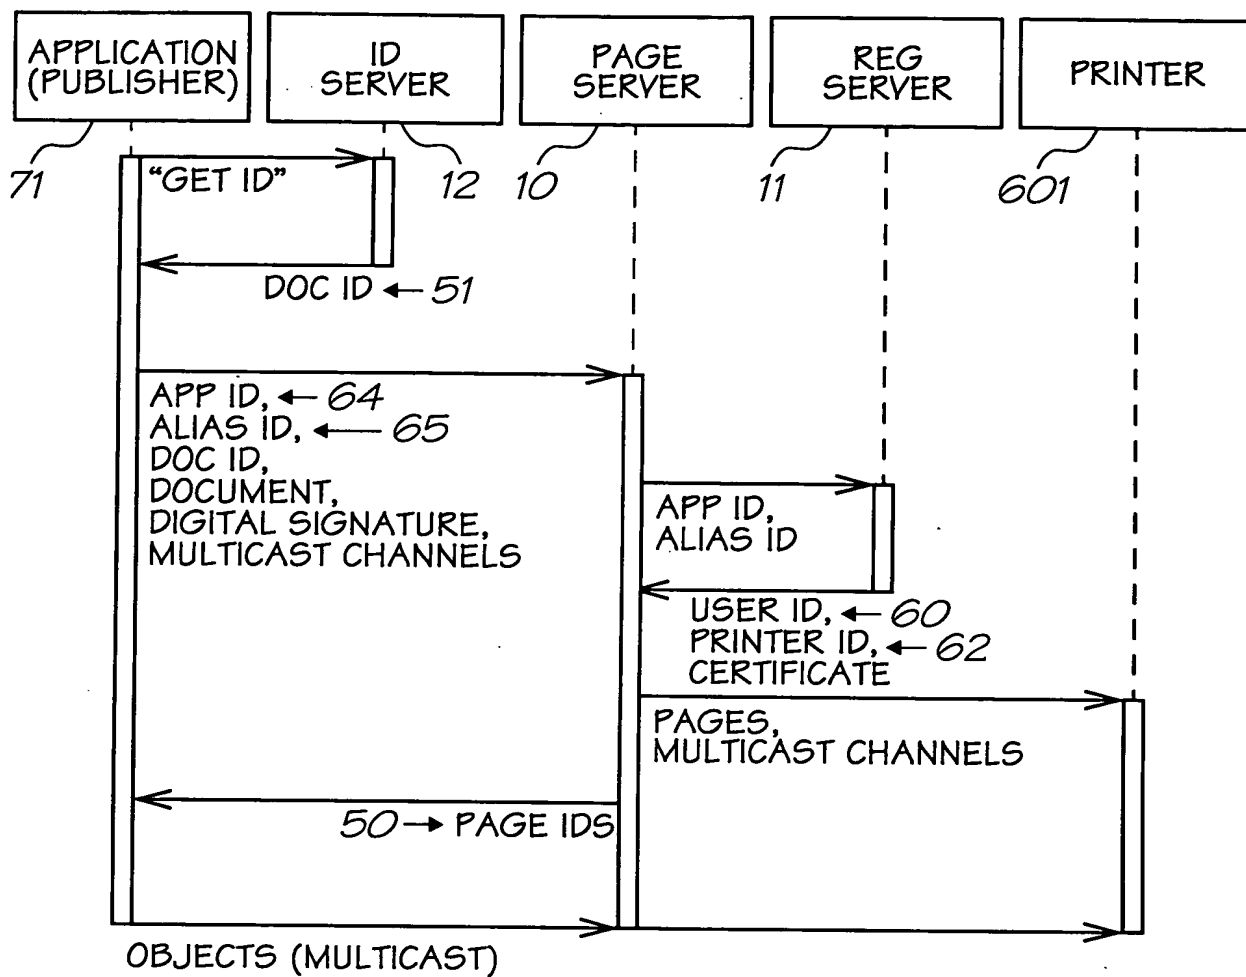 APPLICATION
(PUBLISHER)
ID
SERVER
PAGE
SERVER
REG
SERVER
PRINTER
71
12
10
11
601
"GET ID"
DOC ID ← 51
APP ID, ← 64
ALIAS ID, ← 65
DOC ID,
DOCUMENT,
DIGITAL SIGNATURE,
MULTICAST CHANNELS
APP ID,
ALIAS ID
USER ID, ← 60
PRINTER ID, ← 62
CERTIFICATE
PAGES,
MULTICAST CHANNELS
50 → PAGE IDS
OBJECTS (MULTICAST)